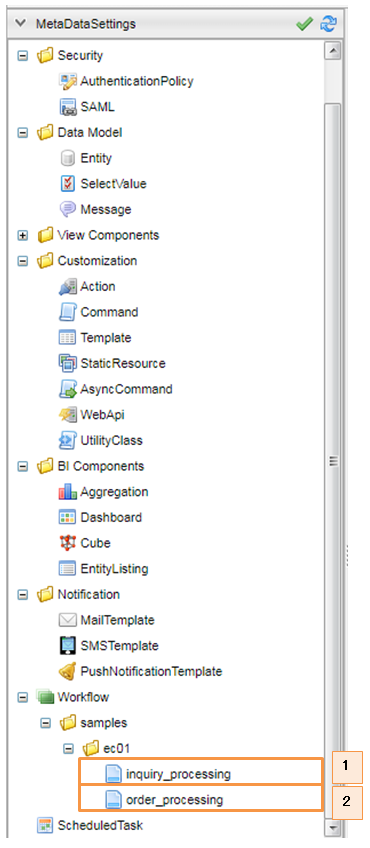 MetaDataSettings
Security
AuthenticationPolicy
SAML
Data Model
Entity
SelectValue
Message
View Components
Customization
Action
Command
Template
StaticResource
AsyncCommand
WebApi
UtilityClass
BI Components
Aggregation
Dashboard
Cube
EntityListing
Notification
MailTemplate
SMSTemplate
PushNotificationTemplate
Workflow
samples
ec01
inquiry_processing 1
order_processing 2
ScheduledTask